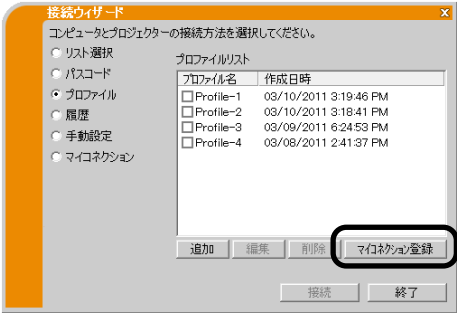 接続ウィザード
コンピュータとプロジェクターの接続方法を選択してください。
リスト選択
パスコード
プロファイル
履歴
手動設定
マイコネクション
プロファイルリスト
プロファイル名 作成日時
Profile-1 03/10/2011 3:19:46 PM
Profile-2 03/10/2011 3:18:41 PM
Profile-3 03/09/2011 6:24:53 PM
Profile-4 03/08/2011 2:41:37 PM
追加 編集 削除 マイコネクション登録
接続 終了